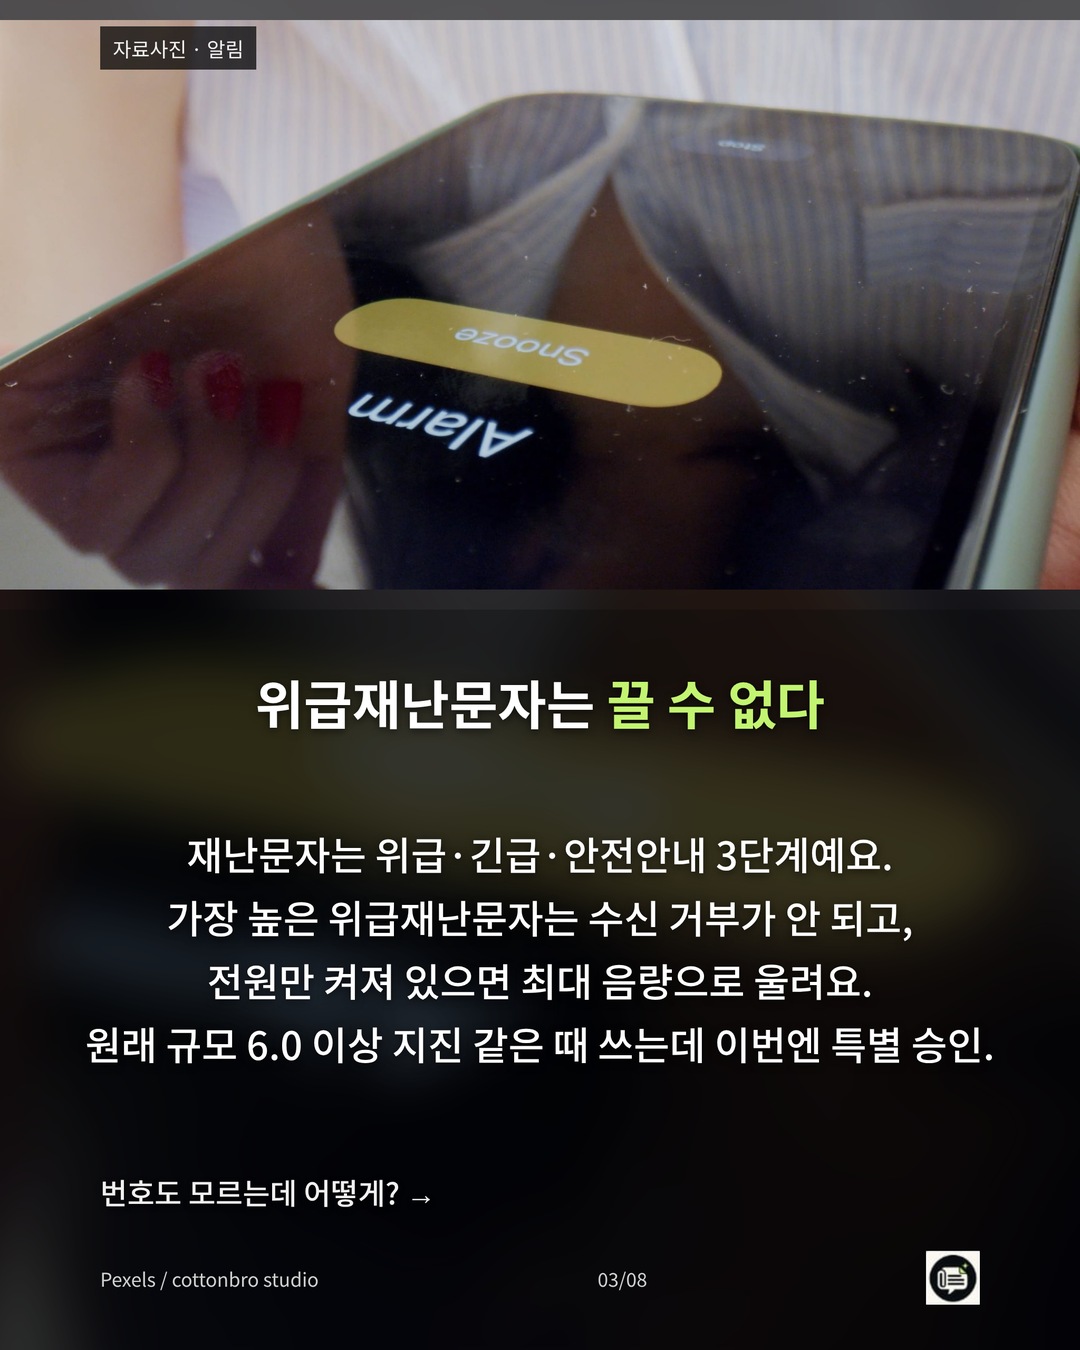 자료사진 · 알림
Stop
Snooze
Alarm
위급재난문자는 끌 수 없다
재난문자는 위급·긴급·안전안내 3단계예요.
가장 높은 위급재난문자는 수신 거부가 안 되고,
전원만 켜져 있으면 최대 음량으로 울려요.
원래 규모 6.0 이상 지진 같은 때 쓰는데 이번엔 특별 승인.
번호도 모르는데 어떻게? →
Pexels / cottonbro studio
03/08